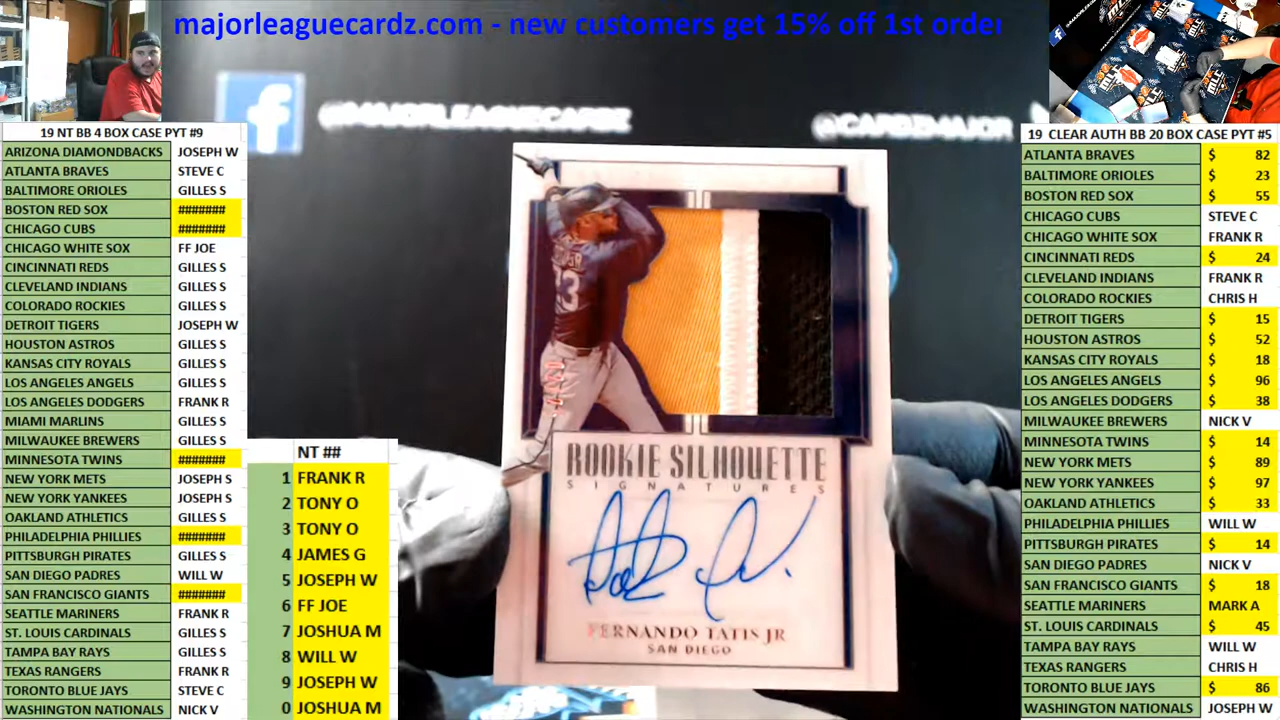 majorleaguecardz.com - new customers get 15% off 1st order
@MAJORLEAGUECARDZ
@CARDZMAJOR
19 NT BB 4 BOX CASE PYT #9
ARIZONA DIAMONDBACKS JOSEPH W
ATLANTA BRAVES STEVE C
BALTIMORE ORIOLES GILLES S
BOSTON RED SOX #######
CHICAGO CUBS #######
CHICAGO WHITE SOX FF JOE
CINCINNATI REDS GILLES S
CLEVELAND INDIANS GILLES S
COLORADO ROCKIES GILLES S
DETROIT TIGERS JOSEPH W
HOUSTON ASTROS GILLES S
KANSAS CITY ROYALS GILLES S
LOS ANGELES ANGELS GILLES S
LOS ANGELES DODGERS FRANK R
MIAMI MARLINS GILLES S
MILWAUKEE BREWERS GILLES S
MINNESOTA TWINS #######
NEW YORK METS JOSEPH S
NEW YORK YANKEES JOSEPH S
OAKLAND ATHLETICS GILLES S
PHILADELPHIA PHILLIES #######
PITTSBURGH PIRATES GILLES S
SAN DIEGO PADRES WILL W
SAN FRANCISCO GIANTS #######
SEATTLE MARINERS FRANK R
ST. LOUIS CARDINALS GILLES S
TAMPA BAY RAYS GILLES S
TEXAS RANGERS FRANK R
TORONTO BLUE JAYS STEVE C
WASHINGTON NATIONALS NICK V
NT ##
1 FRANK R
2 TONY O
3 TONY O
4 JAMES G
5 JOSEPH W
6 FF JOE
7 JOSHUA M
8 WILL W
9 JOSEPH W
0 JOSHUA M
23
ROOKIE SILHOUETTE
SIGNATURES
FERNANDO TATIS JR
SAN DIEGO
19 CLEAR AUTH BB 20 BOX CASE PYT #5
ATLANTA BRAVES $ 82
BALTIMORE ORIOLES $ 23
BOSTON RED SOX $ 55
CHICAGO CUBS STEVE C
CHICAGO WHITE SOX FRANK R
CINCINNATI REDS $ 24
CLEVELAND INDIANS FRANK R
COLORADO ROCKIES CHRIS H
DETROIT TIGERS $ 15
HOUSTON ASTROS $ 52
KANSAS CITY ROYALS $ 18
LOS ANGELES ANGELS $ 96
LOS ANGELES DODGERS $ 38
MILWAUKEE BREWERS NICK V
MINNESOTA TWINS $ 14
NEW YORK METS $ 89
NEW YORK YANKEES $ 97
OAKLAND ATHLETICS $ 33
PHILADELPHIA PHILLIES WILL W
PITTSBURGH PIRATES $ 14
SAN DIEGO PADRES NICK V
SAN FRANCISCO GIANTS $ 18
SEATTLE MARINERS MARK A
ST. LOUIS CARDINALS $ 45
TAMPA BAY RAYS WILL W
TEXAS RANGERS CHRIS H
TORONTO BLUE JAYS $ 86
WASHINGTON NATIONALS JOSEPH W